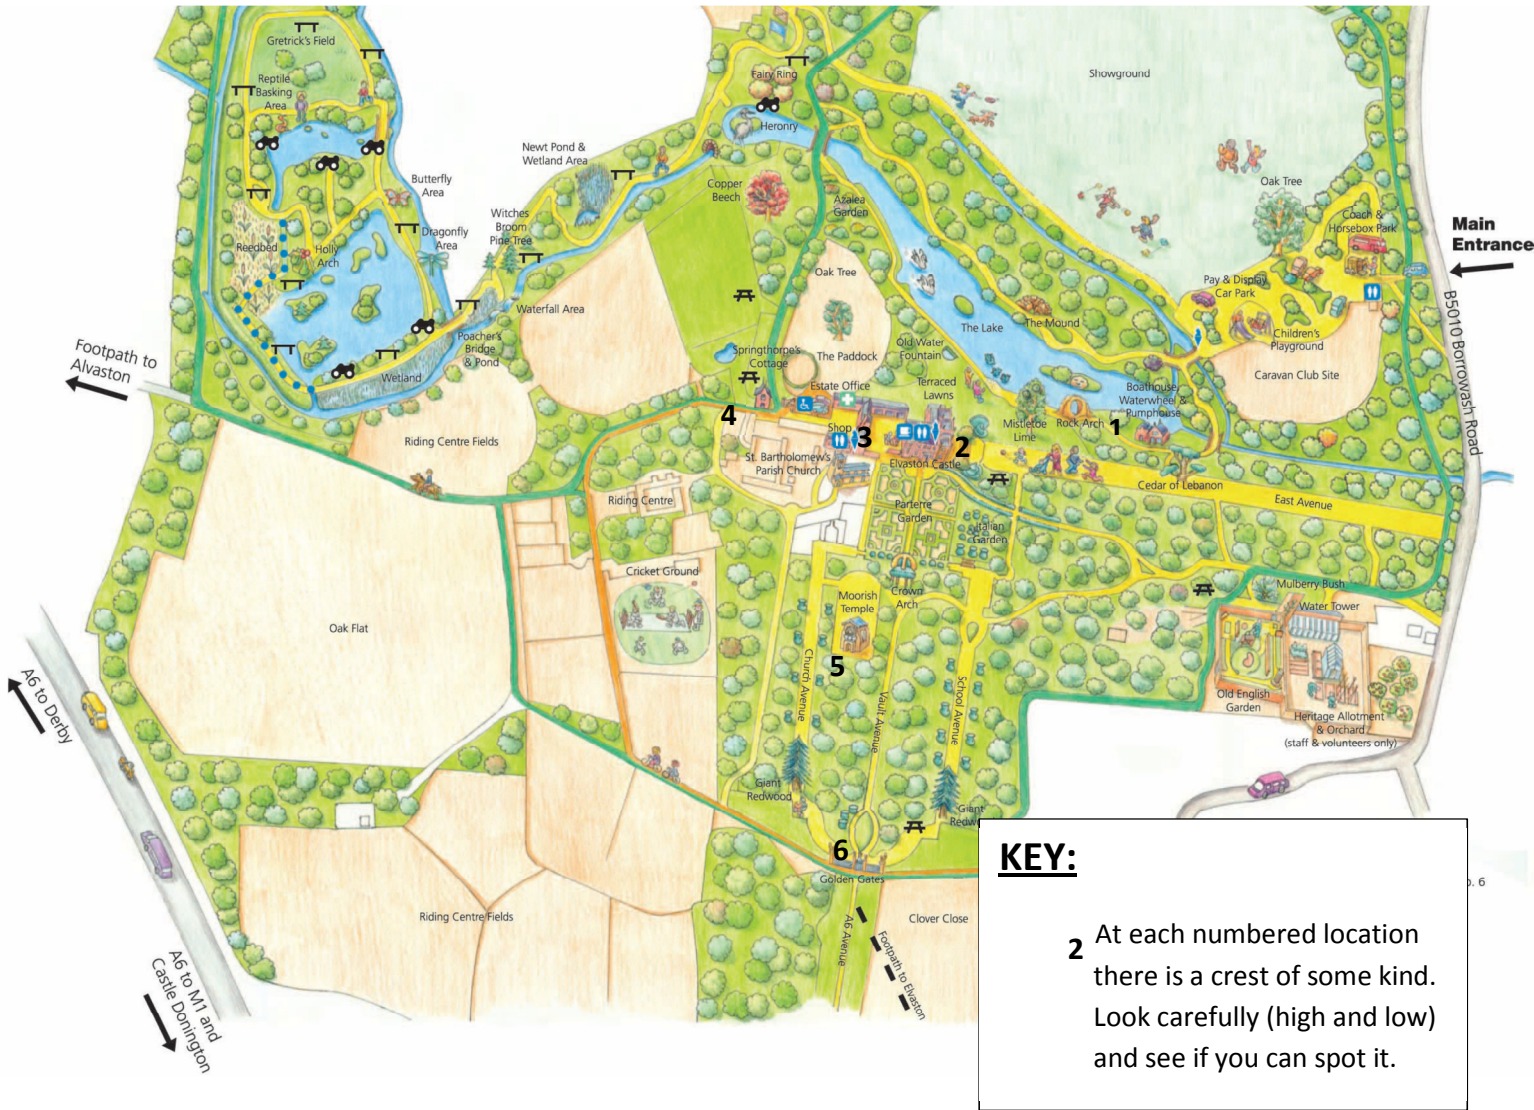 Gretrick's Field
Reptile
Basking
Area
Fairy Ring
Heronry
Showground
Newt Pond &
Wetland Area
Copper
Beech
Azalea
Garden
Oak Tree
Coach &
Horsebox Park
Main
Entrance
Butterfly
Area
Witches
Broom
Pine Tree
Dragonfly
Area
Reedbed
Holly
Arch
Waterfall Area
Oak Tree
Pay & Display
Car Park
B5010 Borrowash Road
The Lake
The Mound
Children's
Playground
Poacher's
Bridge
& Pond
Wetland
Springthorpe's
Cottage
The Paddock
Old Water
Fountain
Caravan Club Site
Footpath to
Alvaston
Estate Office
Terraced
Lawns
Boathouse,
Waterwheel &
Pumphouse
4
Shop
3
2
Mistletoe
Lime
Rock Arch
1
Riding Centre Fields
St. Bartholomew's
Parish Church
Elvaston Castle
Cedar of Lebanon
East Avenue
Riding Centre
Parterre
Garden
Italian
Garden
Cricket Ground
Moorish
Temple
Crown
Arch
Mulberry Bush
Water Tower
Oak Flat
5
Church Avenue
Vault Avenue
School Avenue
Old English
Garden
Heritage Allotment
& Orchard
(staff & volunteers only)
A6 to Derby
Giant
Redwood
Giant
6
Golden Gates
Riding Centre Fields
A6 Avenue
Footpath to Elvaston
Clover Close
A6 to M1 and
Castle Donington
KEY:
2 At each numbered location
there is a crest of some kind.
Look carefully (high and low)
and see if you can spot it.
. 6